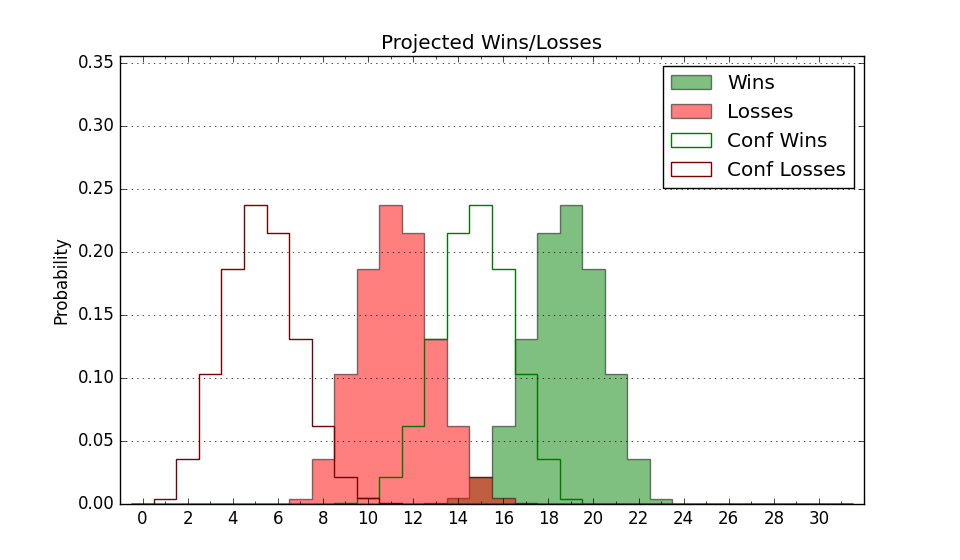 Projected Wins/Losses
0.35
0.30
0.25
0.20
0.15
0.10
0.05
0.00
Probability
Wins
Losses
Conf Wins
Conf Losses
0 2 4 6 8 10 12 14 16 18 20 22 24 26 28 30